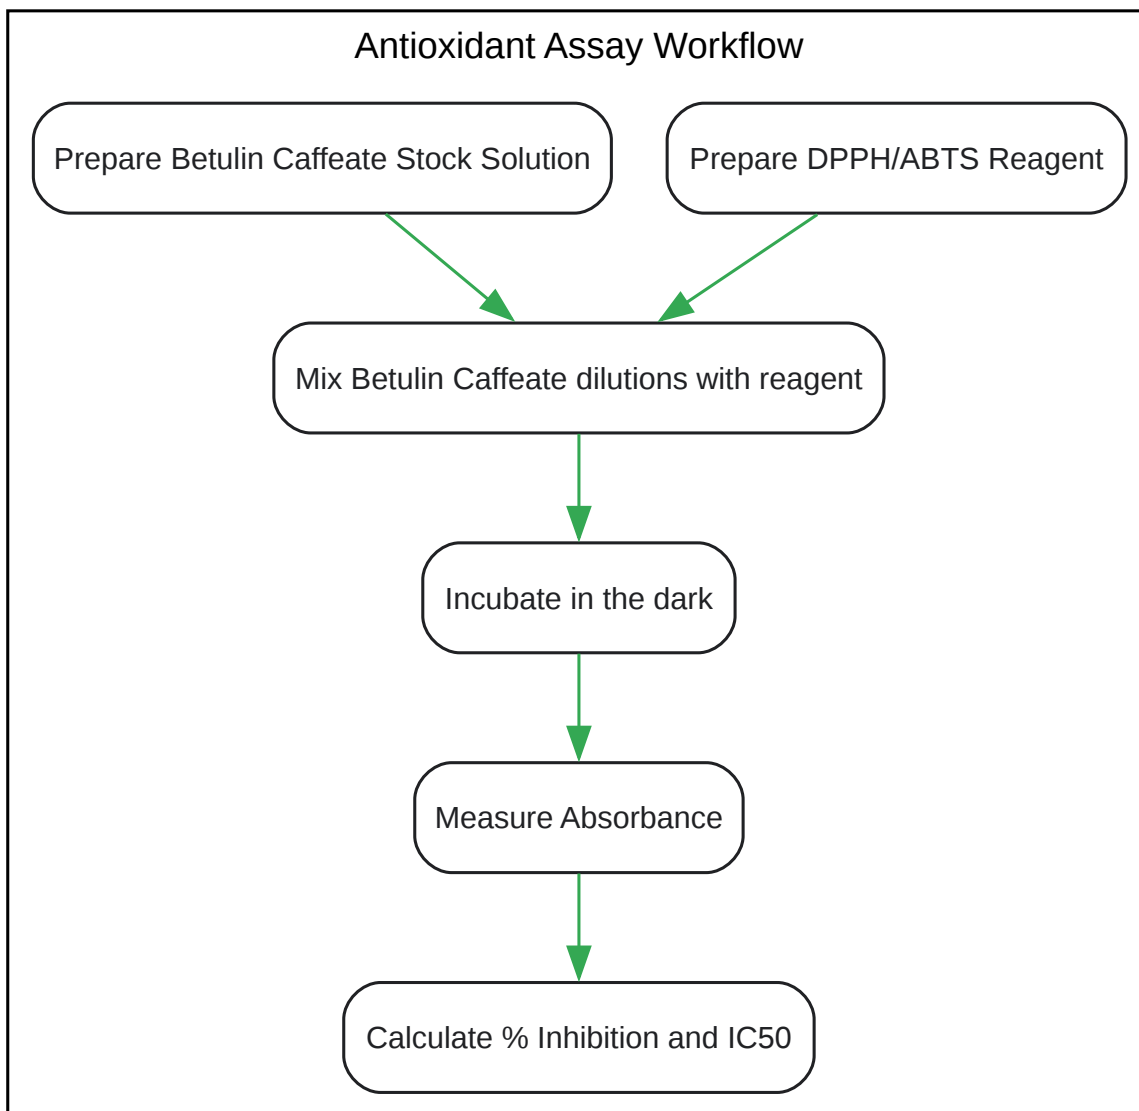 Antioxidant Assay Workflow
Prepare Betulin Caffeate Stock Solution
Prepare DPPH/ABTS Reagent
Mix Betulin Caffeate dilutions with reagent
Incubate in the dark
Measure Absorbance
Calculate % Inhibition and IC50